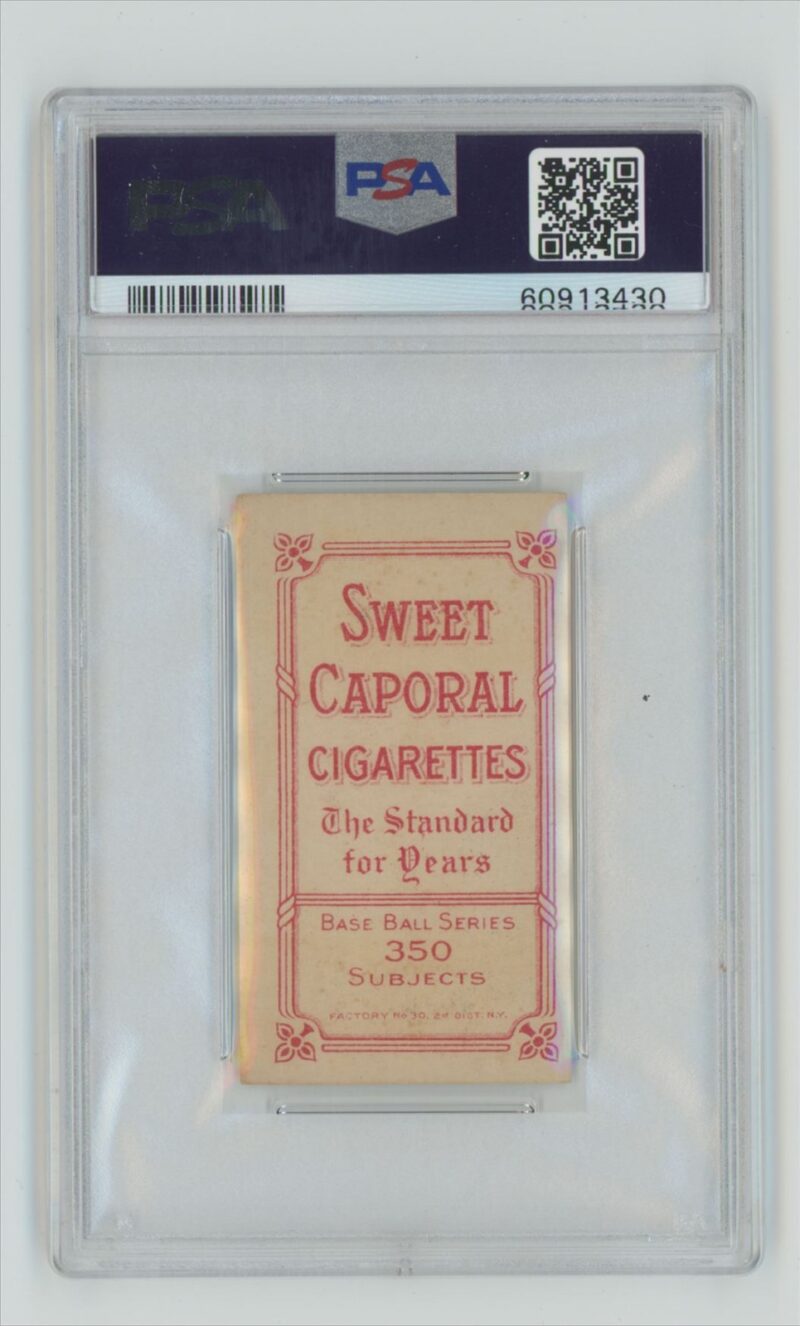 PSA
PSA
60913430
SWEET
CAPORAL
CIGARETTES
The Standard
for Years
BASE BALL SERIES
350
SUBJECTS
FACTORY No 30, 2d DIST. N.Y.